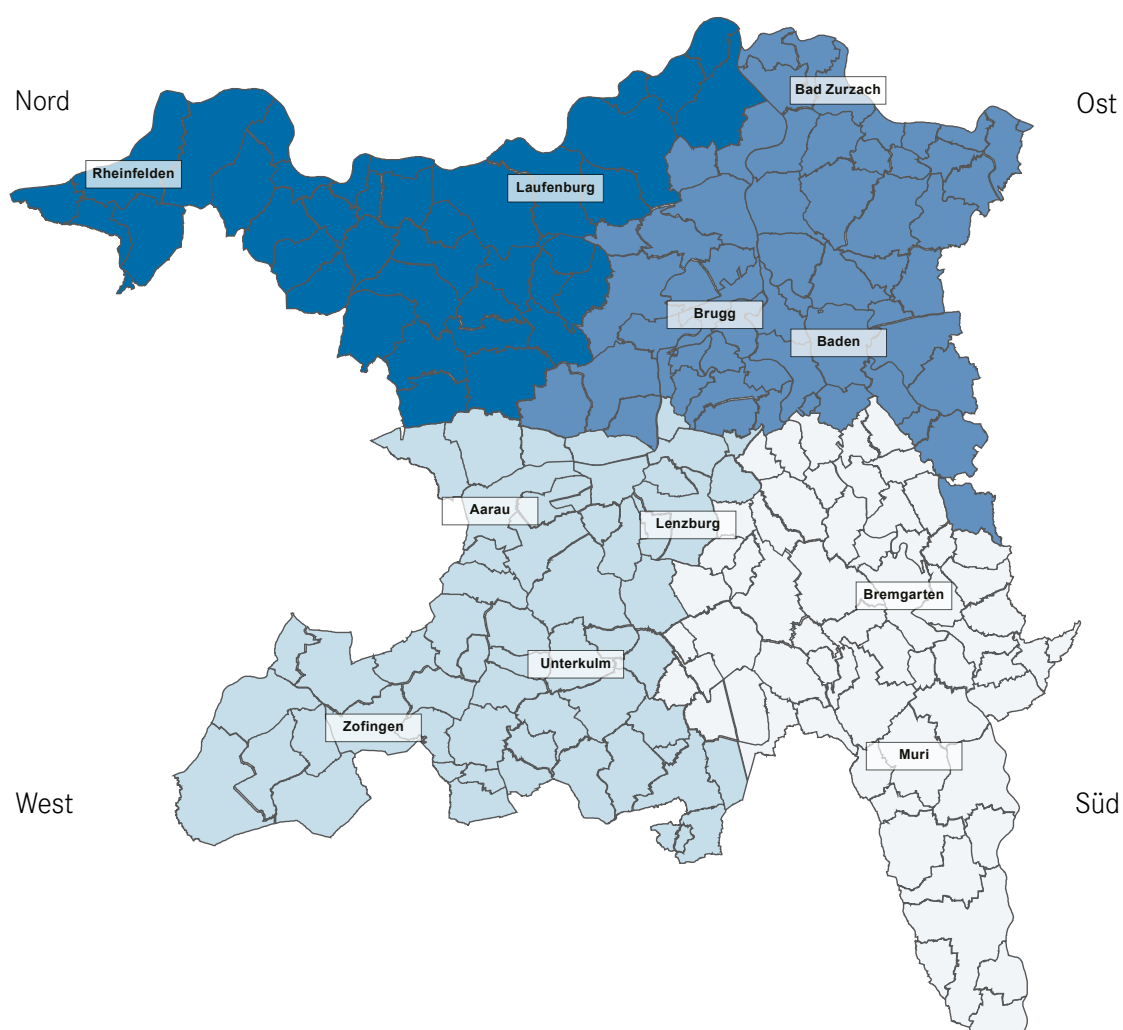 Nord
Bad Zurzach
Ost
Rheinfelden
Laufenburg
Brugg
Baden
Aarau
Lenzburg
Bremgarten
Unterkulm
Zofingen
Muri
West
Süd